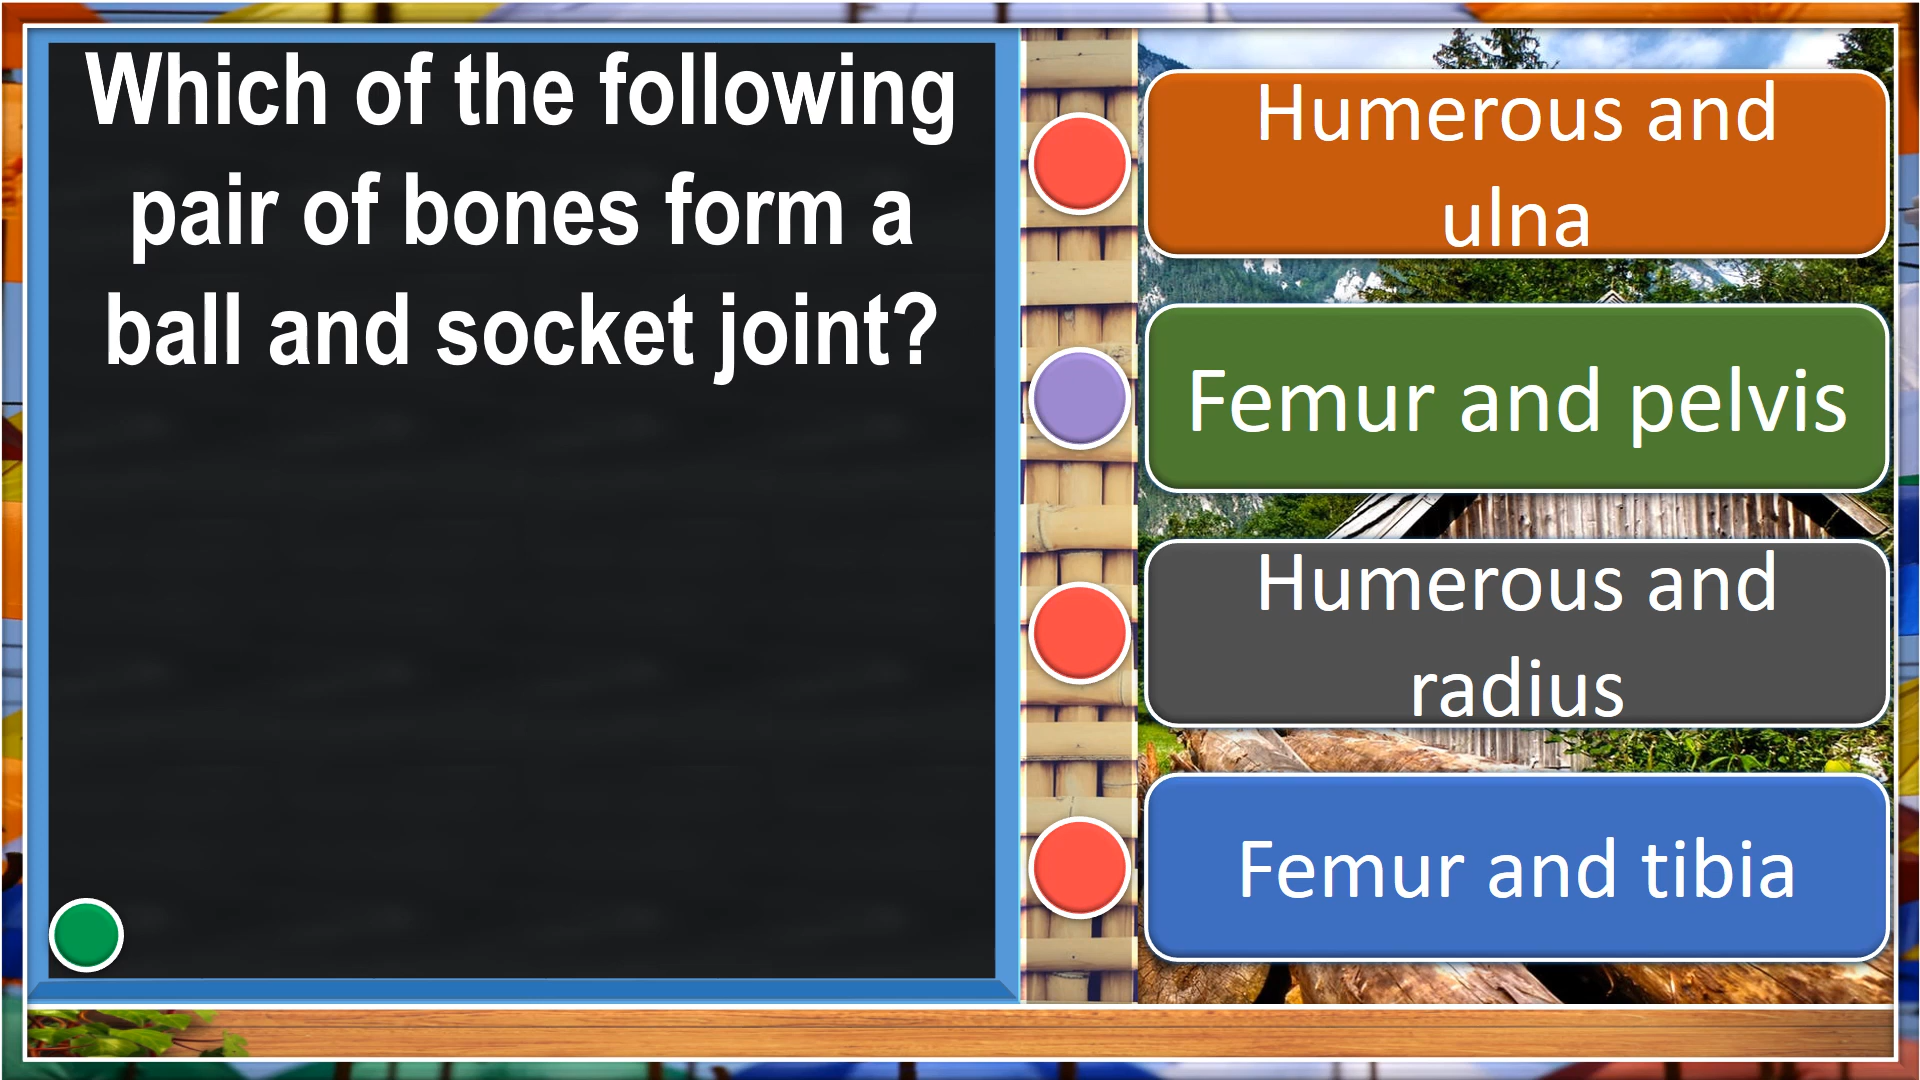 Which of the following
pair of bones form a
ball and socket joint?
Humerous and
ulna
Femur and pelvis
Humerous and
radius
Femur and tibia